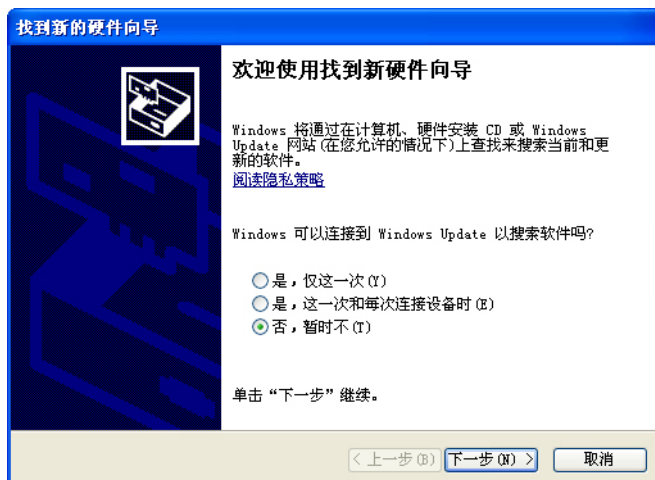 找到新的硬件向导
欢迎使用找到新硬件向导
Windows 将通过在计算机、硬件安装 CD 或 Windows
Update 网站(在您允许的情况下)上查找来搜索当前和更
新的软件。
阅读隐私策略
Windows 可以连接到 Windows Update 以搜索软件吗?
是，仅这一次(Y)
是，这一次和每次连接设备时(E)
否，暂时不(T)
单击“下一步”继续。
< 上一步(B)
下一步(N) >
取消